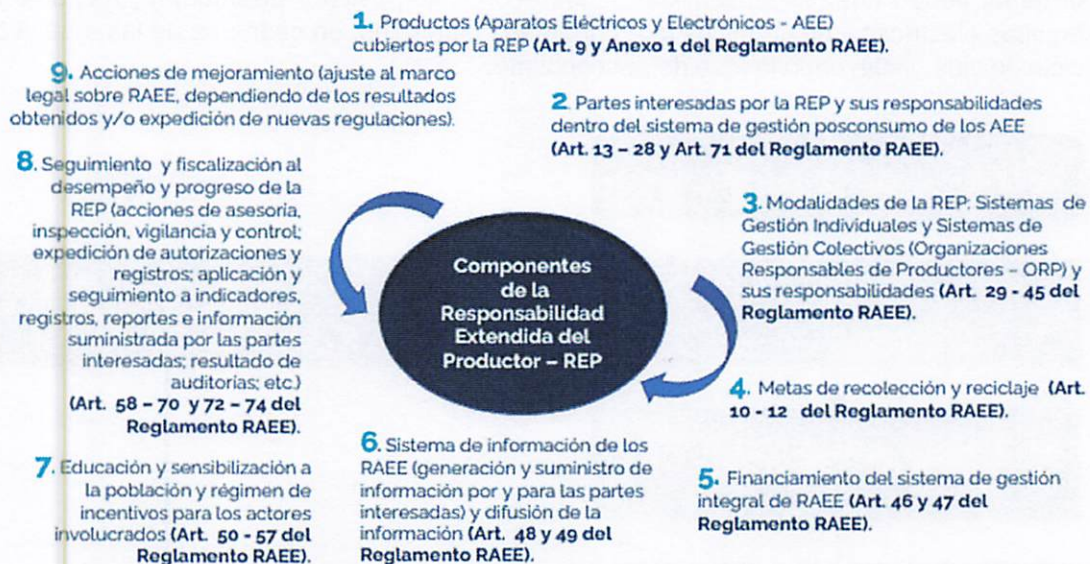 1. Productos (Aparatos Eléctricos y Electrónicos - AEE)
cubiertos por la REP (Art. 9 y Anexo 1 del Reglamento RAEE).
2. Partes interesadas por la REP y sus responsabilidades
dentro del sistema de gestión posconsumo de los AEE
(Art. 13 – 28 y Art. 71 del Reglamento RAEE).
3. Modalidades de la REP; Sistemas de
Gestión Individuales y Sistemas de
Gestión Colectivos (Organizaciones
Responsables de Productores – ORP) y
sus responsabilidades (Art. 29 - 45 del
Reglamento RAEE).
4. Metas de recolección y reciclaje (Art.
10 - 12 del Reglamento RAEE).
5. Financiamiento del sistema de gestión
integral de RAEE (Art. 46 y 47 del
Reglamento RAEE).
6. Sistema de información de los
RAEE (generación y suministro de
información por y para las partes
interesadas) y difusión de la
información (Art. 48 y 49 del
Reglamento RAEE).
7. Educación y sensibilización a
la población y régimen de
incentivos para los actores
involucrados (Art. 50 - 57 del
Reglamento RAEE).
8. Seguimiento y fiscalización al
desempeño y progreso de la
REP (acciones de asesoría,
inspección, vigilancia y control;
expedición de autorizaciones y
registros; aplicación y
seguimiento a indicadores,
registros, reportes e información
suministrada por las partes
interesadas; resultado de
auditorías; etc.)
(Art. 58 – 70 y 72 – 74 del
Reglamento RAEE).
9. Acciones de mejoramiento (ajuste al marco
legal sobre RAEE, dependiendo de los resultados
obtenidos y/o expedición de nuevas regulaciones).
Componentes
de la
Responsabilidad
Extendida del
Productor – REP